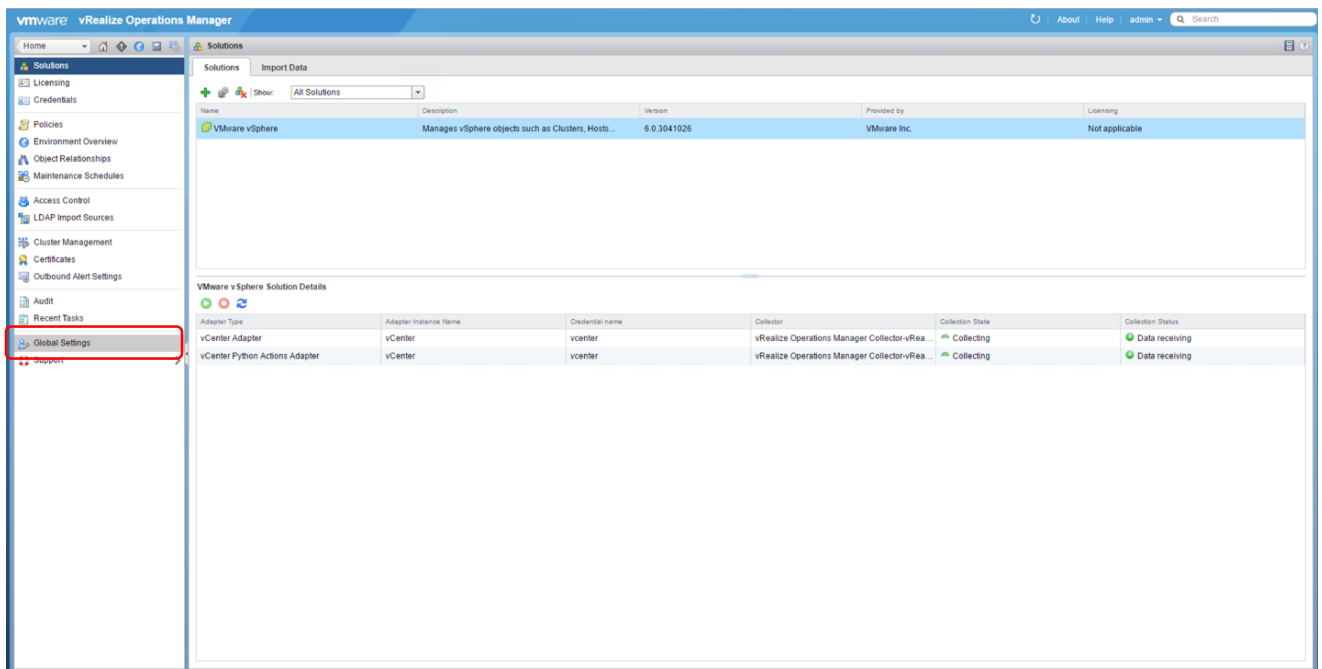 vmware vRealize Operations Manager
About Help admin Search
Home
Solutions
Licensing
Credentials
Policies
Environment Overview
Object Relationships
Maintenance Schedules
Access Control
LDAP Import Sources
Cluster Management
Certificates
Outbound Alert Settings
Audit
Recent Tasks
Global Settings
Support
Solutions
Solutions Import Data
Show: All Solutions
Name Description Version Provided by Licensing
VMware vSphere Manages vSphere objects such as Clusters, Hosts... 6.0.3041026 VMware Inc. Not applicable
VMware vSphere Solution Details
Adapter Type Adapter Instance Name Credential name Collector Collection State Collection Status
vCenter Adapter vCenter vcenter vRealize Operations Manager Collector-vRea... Collecting Data receiving
vCenter Python Actions Adapter vCenter vcenter vRealize Operations Manager Collector-vRea... Collecting Data receiving